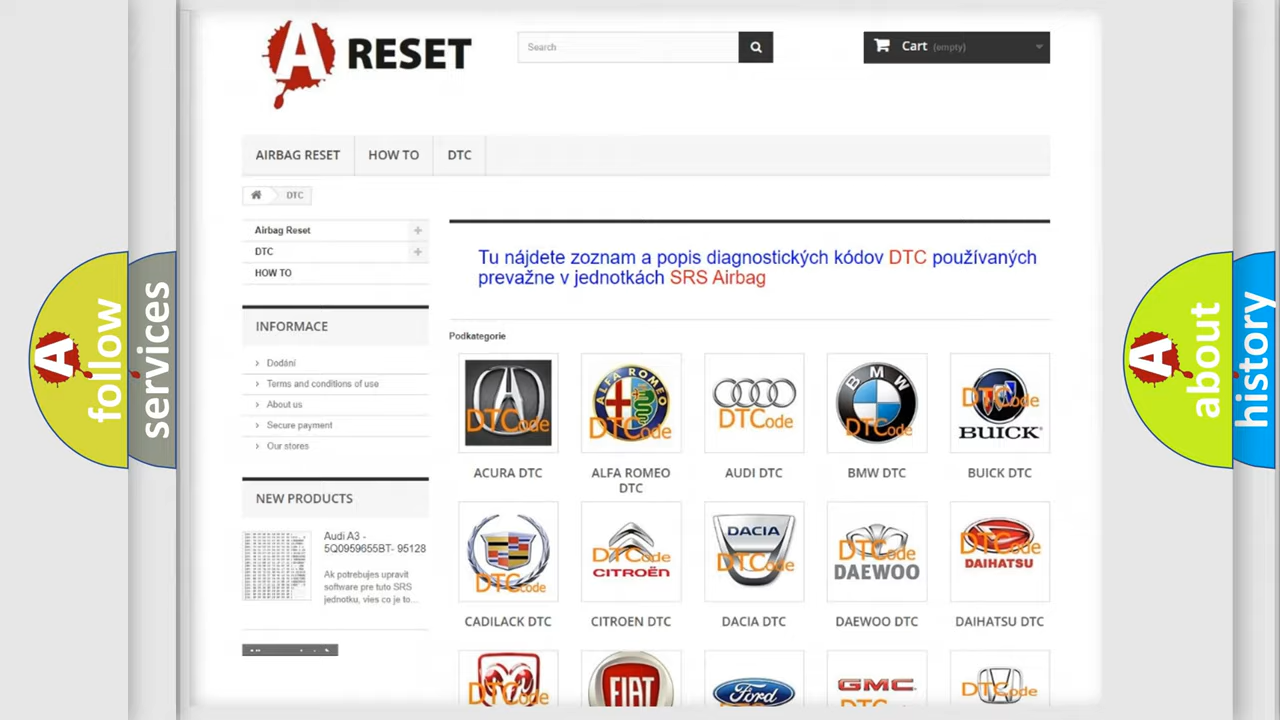 A RESET
Search
Cart (empty)
AIRBAG RESET
HOW TO
DTC
DTC
Airbag Reset
DTC
HOW TO
Tu nájdete zoznam a popis diagnostických kódov DTC používaných
prevažne v jednotkách SRS Airbag
INFORMACE
Dodání
Terms and conditions of use
About us
Secure payment
Our stores
NEW PRODUCTS
Audi A3 -
5Q0959655BT- 95128
Ak potrebujes upravit
software pre tuto SRS
jednotku, vies co je to...
Podkategorie
DTCode
ALFA ROMEO
DTCode
DTCode
BMW
DTCode
DTCode
BUICK
ACURA DTC
ALFA ROMEO
DTC
AUDI DTC
BMW DTC
BUICK DTC
DTCode
DTCode
CITROËN
DACIA
DTCode
DTCode
DAEWOO
DTCode
DAIHATSU
CADILACK DTC
CITROEN DTC
DACIA DTC
DAEWOO DTC
DAIHATSU DTC
DTCode
FIAT
Ford
GMC
DTCode
A follow
services
A about
history